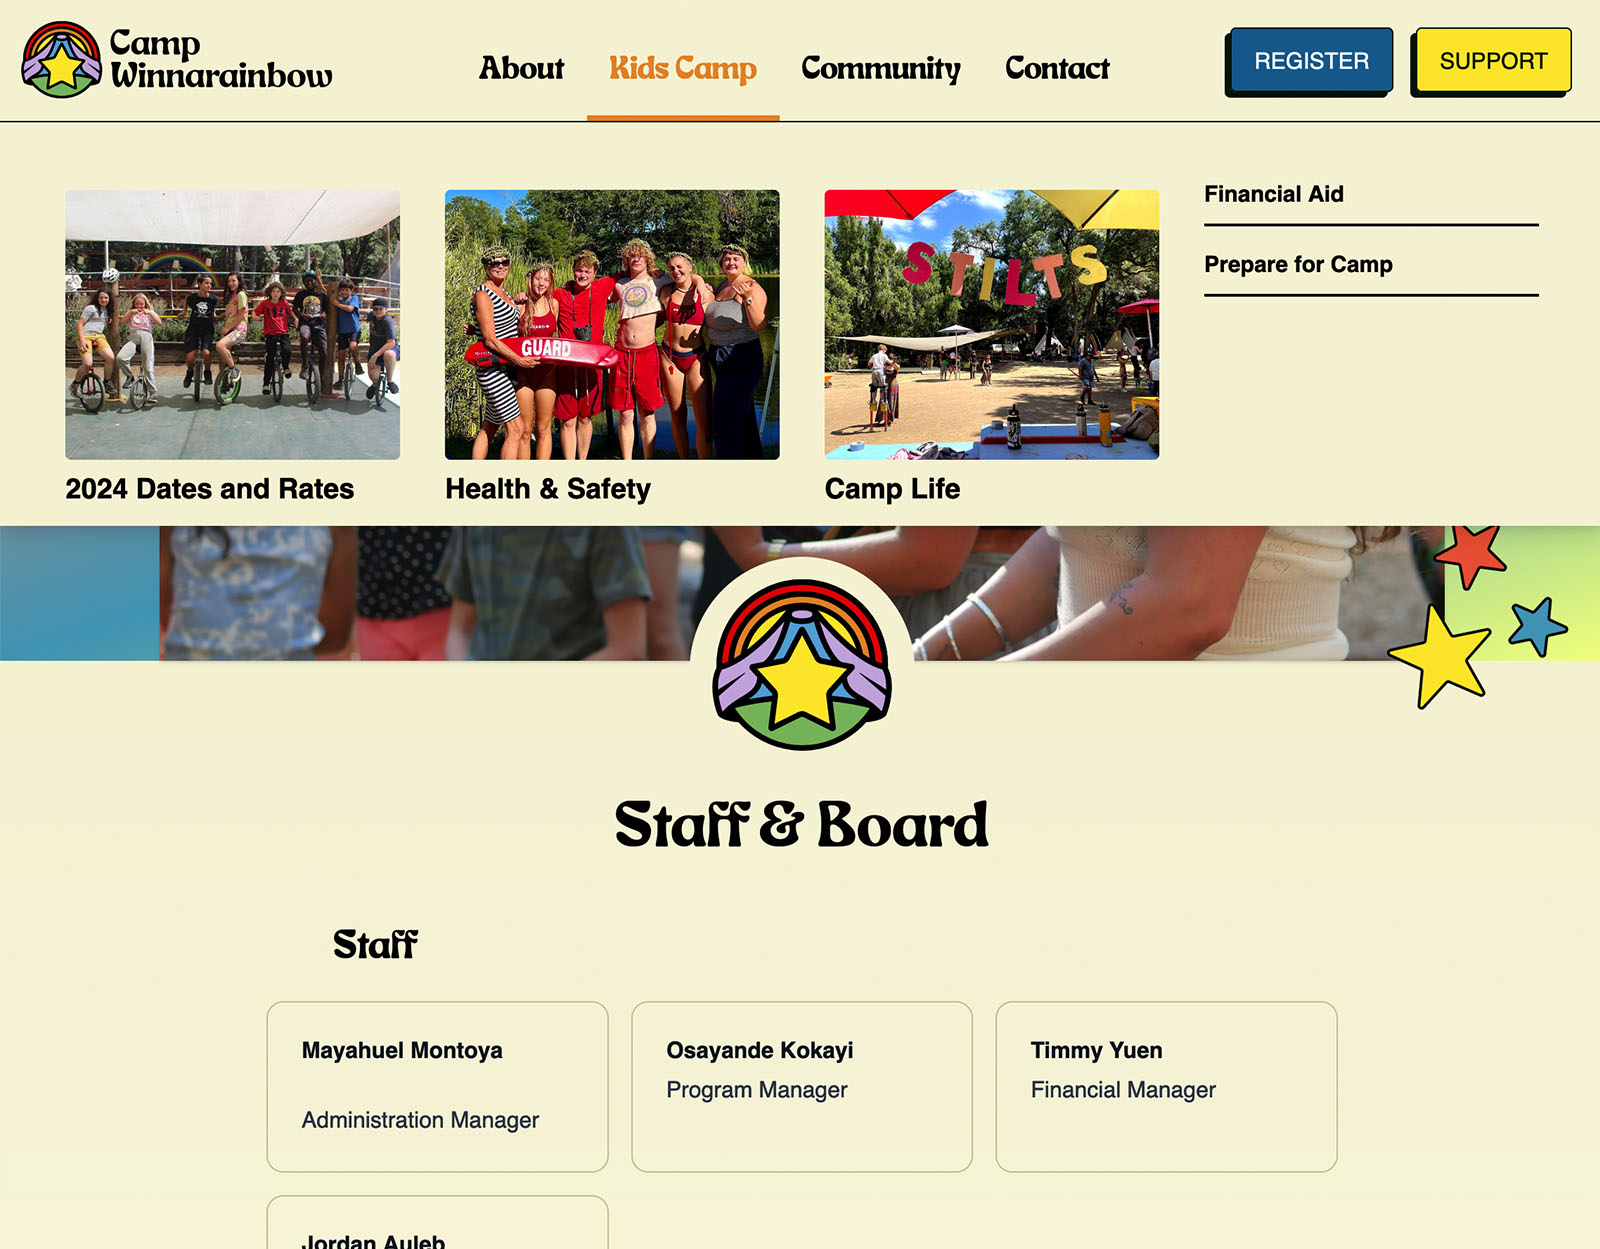 Camp
Winnarainbow
About
Kids Camp
Community
Contact
REGISTER
SUPPORT
GUARD
STILTS
2024 Dates and Rates
Health & Safety
Camp Life
Financial Aid
Prepare for Camp
Staff & Board
Staff
Mayahuel Montoya
Administration Manager
Osayande Kokayi
Program Manager
Timmy Yuen
Financial Manager
Jordan Auleb